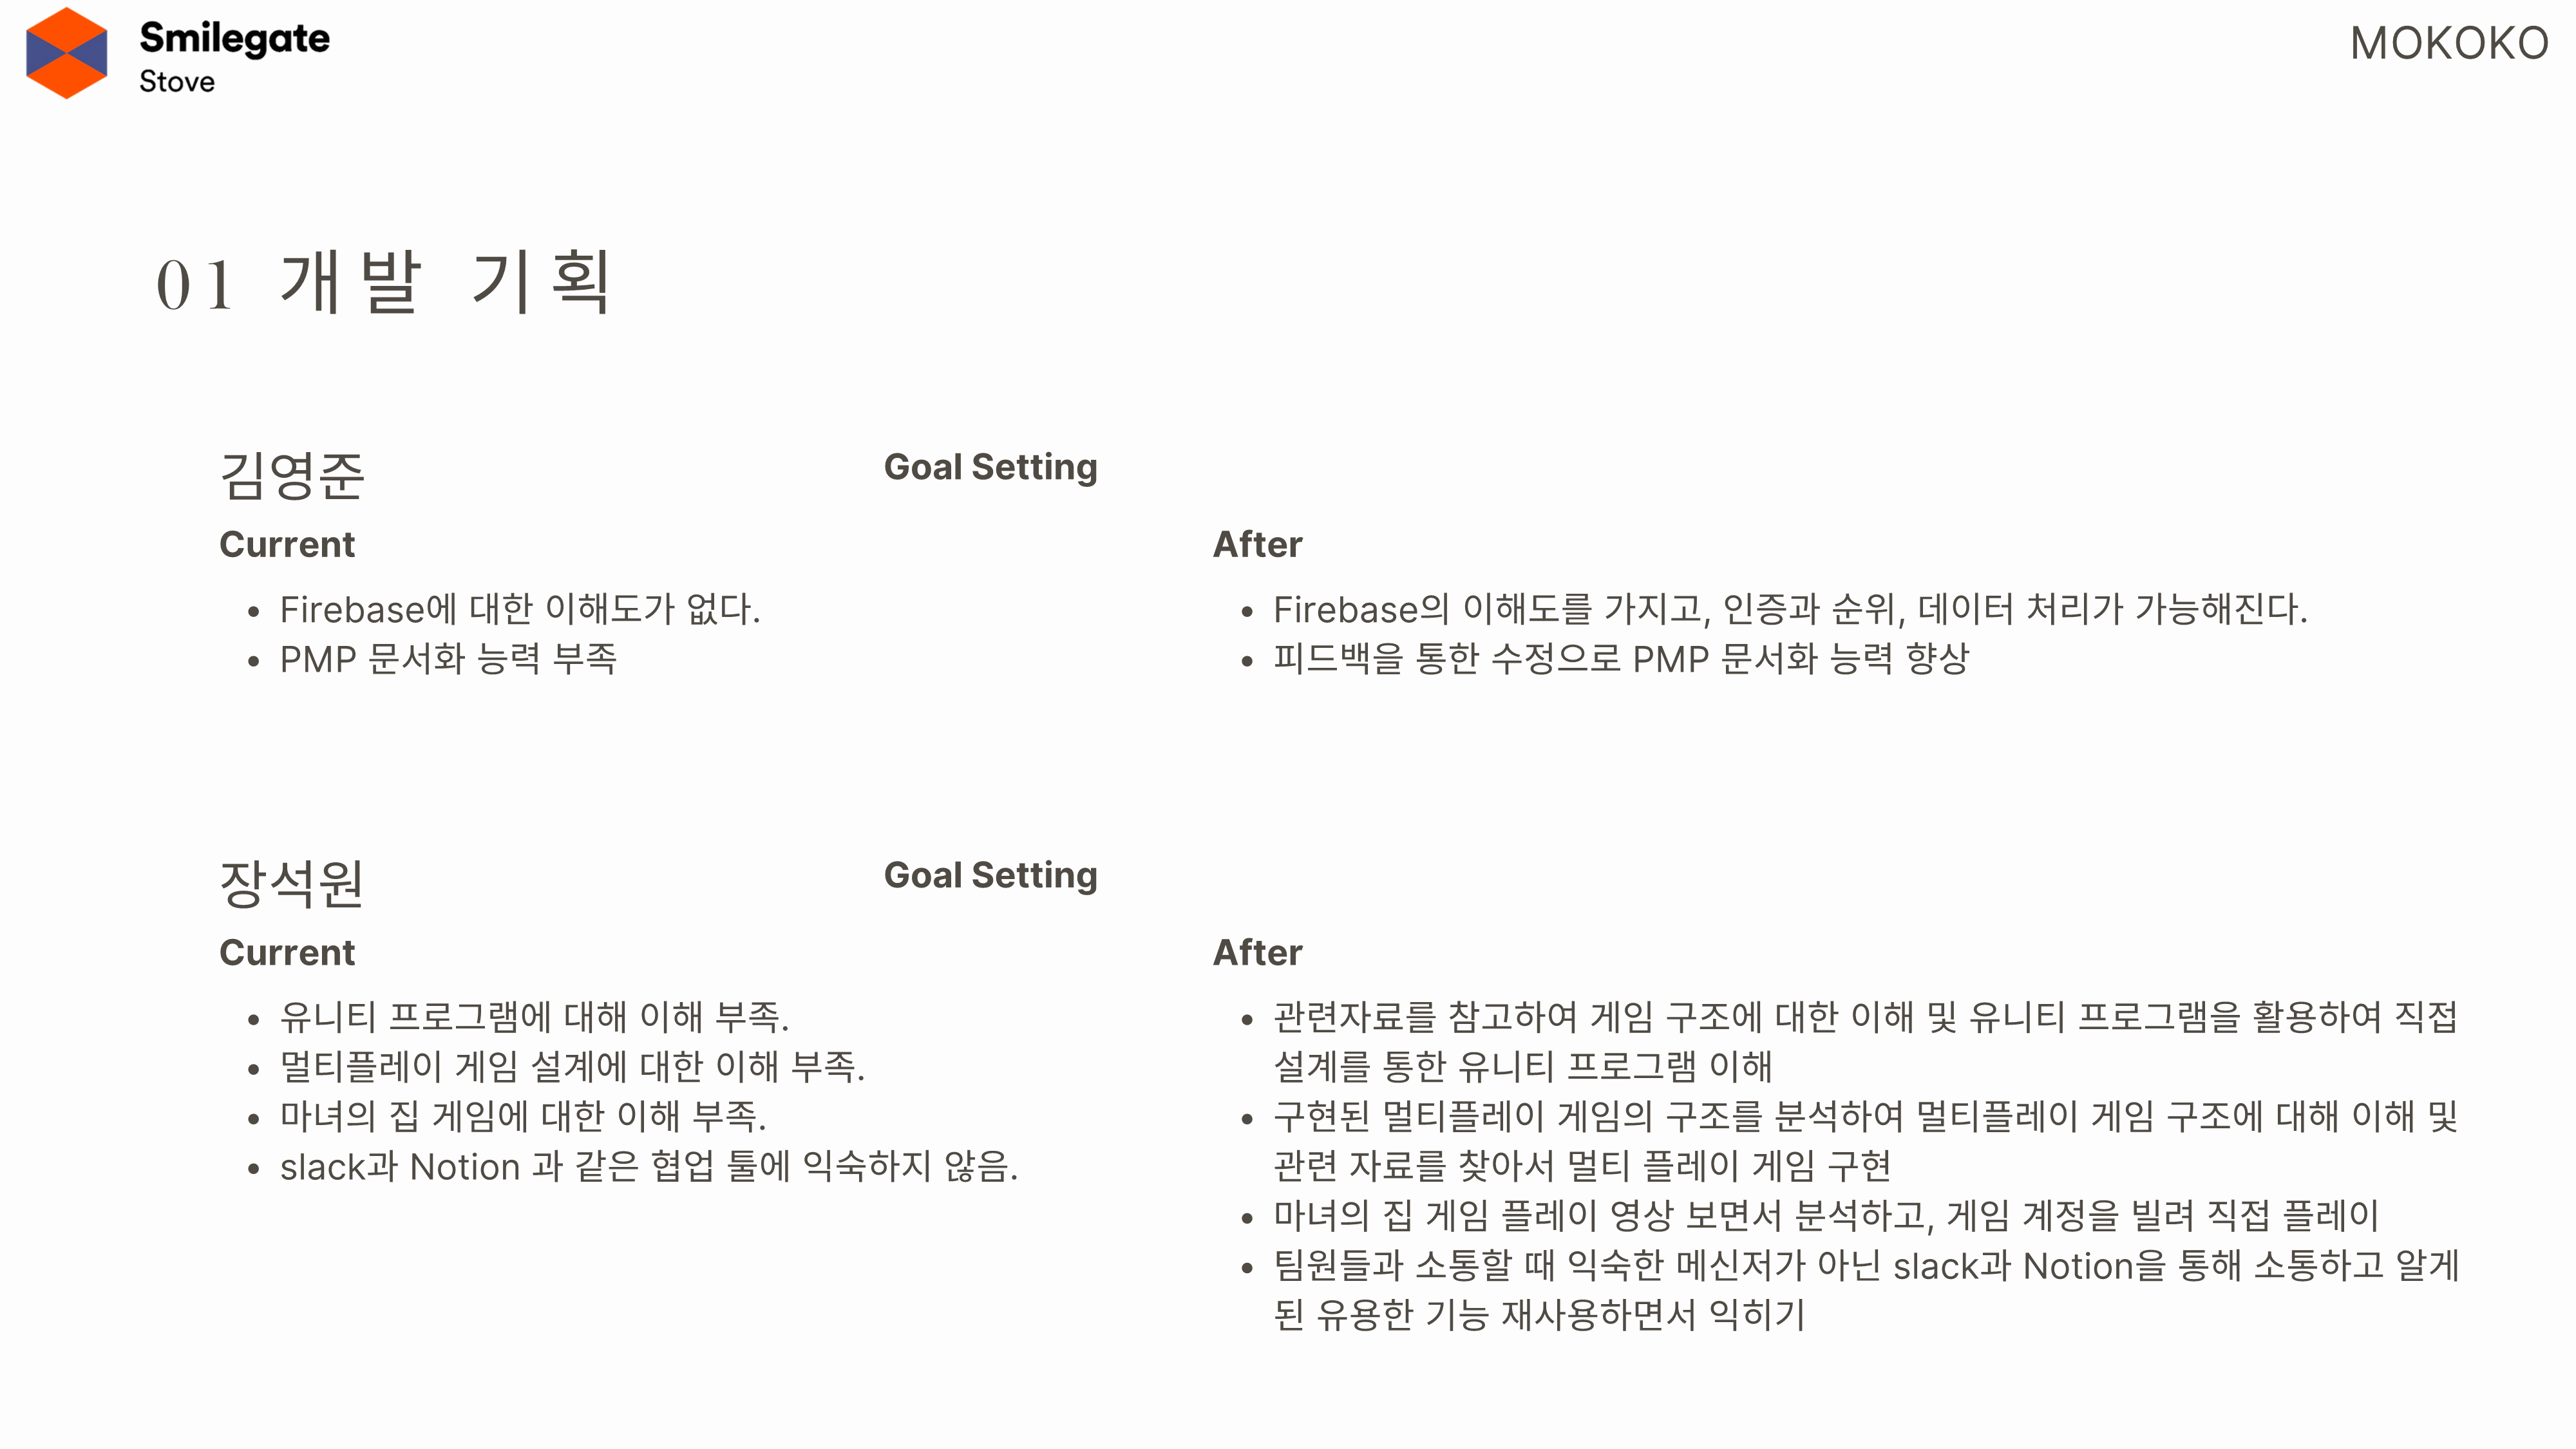 Smilegate
Stove
MOKOKO
01 개발 기획
김영준
Goal Setting
Current
• Firebase에 대한 이해도가 없다.
• PMP 문서화 능력 부족
After
• Firebase의 이해도를 가지고, 인증과 순위, 데이터 처리가 가능해진다.
• 피드백을 통한 수정으로 PMP 문서화 능력 향상
장석원
Goal Setting
Current
• 유니티 프로그램에 대해 이해 부족.
• 멀티플레이 게임 설계에 대한 이해 부족.
• 마녀의 집 게임에 대한 이해 부족.
• slack과 Notion 과 같은 협업 툴에 익숙하지 않음.
After
• 관련자료를 참고하여 게임 구조에 대한 이해 및 유니티 프로그램을 활용하여 직접
설계를 통한 유니티 프로그램 이해
• 구현된 멀티플레이 게임의 구조를 분석하여 멀티플레이 게임 구조에 대해 이해 및
관련 자료를 찾아서 멀티 플레이 게임 구현
• 마녀의 집 게임 플레이 영상 보면서 분석하고, 게임 계정을 빌려 직접 플레이
• 팀원들과 소통할 때 익숙한 메신저가 아닌 slack과 Notion을 통해 소통하고 알게
된 유용한 기능 재사용하면서 익히기